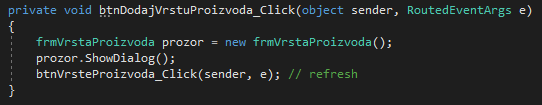 private void btnDodajVrstuProizvoda_Click(object sender, RoutedEventArgs e)
{
frmVrstaProizvoda prozor = new frmVrstaProizvoda();
prozor.ShowDialog();
btnVrsteProizvoda_Click(sender, e); // refresh
}